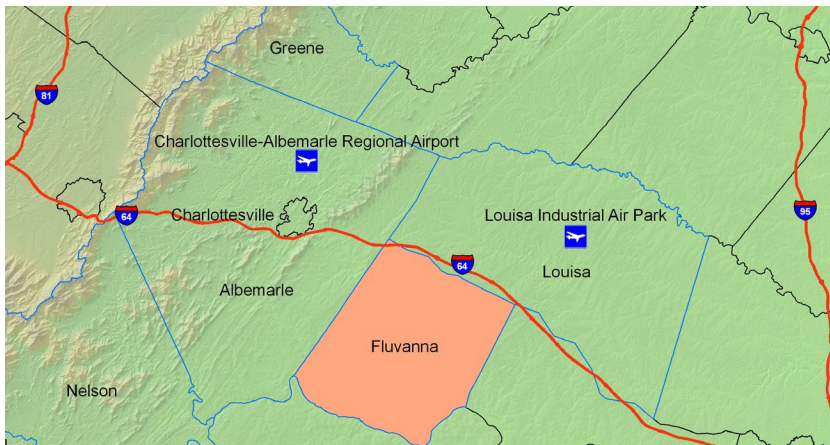 Greene
81
Charlottesville-Albemarle Regional Airport
64
Charlottesville
Louisa Industrial Air Park
95
64
Louisa
Albemarle
Fluvanna
Nelson